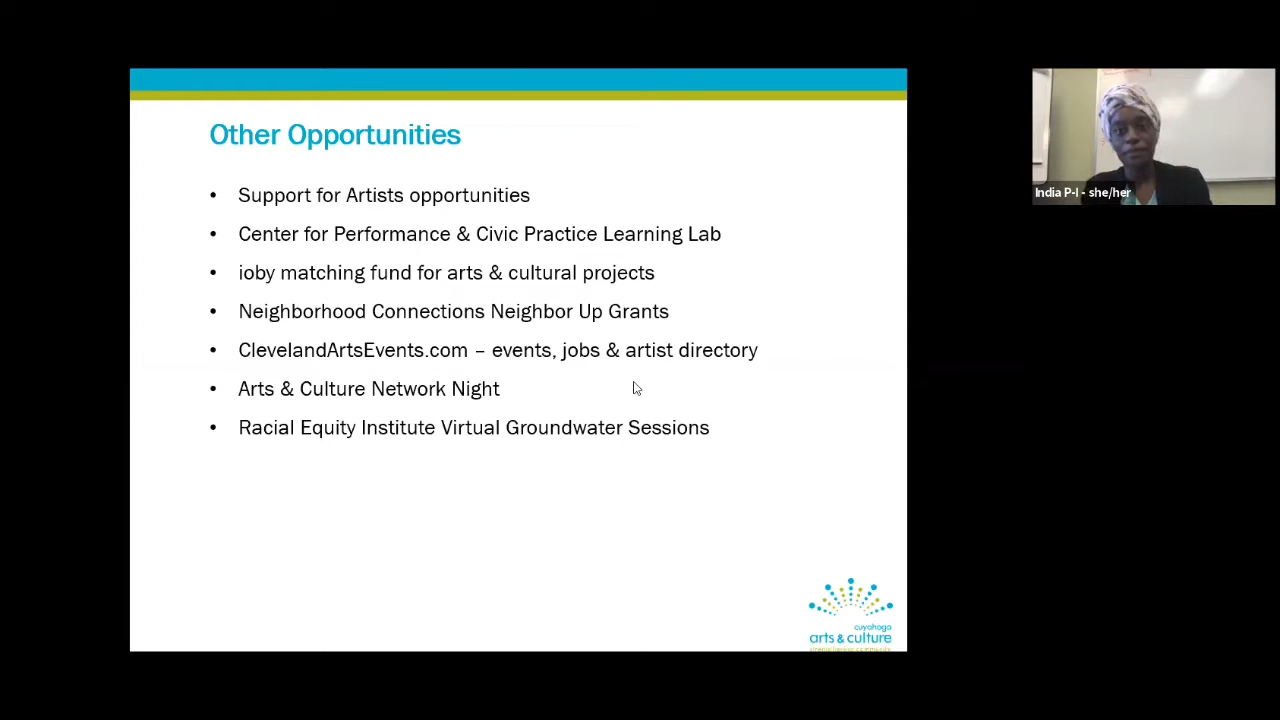 Other Opportunities
• Support for Artists opportunities
• Center for Performance & Civic Practice Learning Lab
• ioby matching fund for arts & cultural projects
• Neighborhood Connections Neighbor Up Grants
• ClevelandArtsEvents.com – events, jobs & artist directory
• Arts & Culture Network Night
• Racial Equity Institute Virtual Groundwater Sessions
India P-I - she/her
cuyahoga
arts & culture